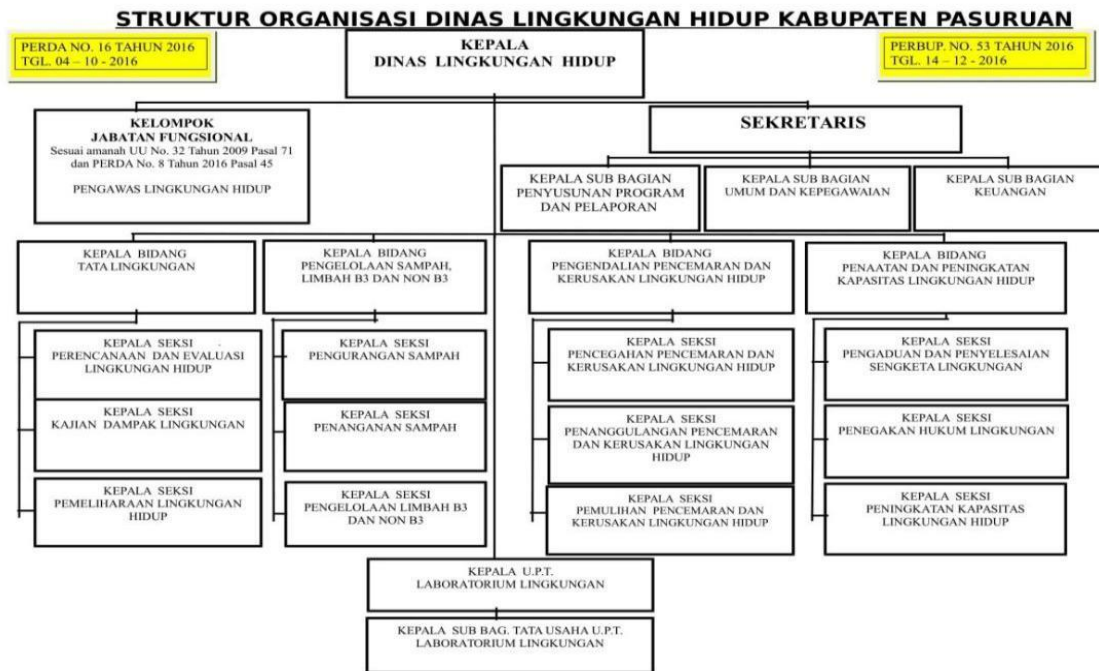 STRUKTUR ORGANISASI DINAS LINGKUNGAN HIDUP KABUPATEN PASURUAN
PERDA NO. 16 TAHUN 2016
TGL. 04 – 10 - 2016
KEPALA
DINAS LINGKUNGAN HIDUP
PERBUP. NO. 53 TAHUN 2016
TGL. 14 – 12 - 2016
KELOMPOK
JABATAN FUNGSIONAL
Sesuai amanah UU No. 32 Tahun 2009 Pasal 71
dan PERDA No. 8 Tahun 2016 Pasal 45
PENGAWAS LINGKUNGAN HIDUP
SEKRETARIS
KEPALA SUB BAGIAN
PENYUSUNAN PROGRAM
DAN PELAPORAN
KEPALA SUB BAGIAN
UMUM DAN KEPEGAWAIAN
KEPALA SUB BAGIAN
KEUANGAN
KEPALA BIDANG
TATA LINGKUNGAN
KEPALA BIDANG
PENGELOLAAN SAMPAH,
LIMBAH B3 DAN NON B3
KEPALA BIDANG
PENGENDALIAN PENCEMARAN DAN
KERUSAKAN LINGKUNGAN HIDUP
KEPALA BIDANG
PENAATAN DAN PENINGKATAN
KAPASITAS LINGKUNGAN HIDUP
KEPALA SEKSI
PERENCANAAN DAN EVALUASI
LINGKUNGAN HIDUP
KEPALA SEKSI
PENGURANGAN SAMPAH
KEPALA SEKSI
PENCEGAHAN PENCEMARAN DAN
KERUSAKAN LINGKUNGAN HIDUP
KEPALA SEKSI
PENGADUAN DAN PENYELESAIAN
SENGKETA LINGKUNGAN
KEPALA SEKSI
KAJIAN DAMPAK LINGKUNGAN
KEPALA SEKSI
PENANGANAN SAMPAH
KEPALA SEKSI
PENANGGULANGAN PENCEMARAN
DAN KERUSAKAN LINGKUNGAN
HIDUP
KEPALA SEKSI
PENEGAKAN HUKUM LINGKUNGAN
KEPALA SEKSI
PEMELIHARAAN LINGKUNGAN
HIDUP
KEPALA SEKSI
PENGELOLAAN LIMBAH B3
DAN NON B3
KEPALA SEKSI
PEMULIHAN PENCEMARAN DAN
KERUSAKAN LINGKUNGAN HIDUP
KEPALA SEKSI
PENINGKATAN KAPASITAS
LINGKUNGAN HIDUP
KEPALA U.P.T.
LABORATORIUM LINGKUNGAN
KEPALA SUB BAG. TATA USAHA U.P.T.
LABORATORIUM LINGKUNGAN